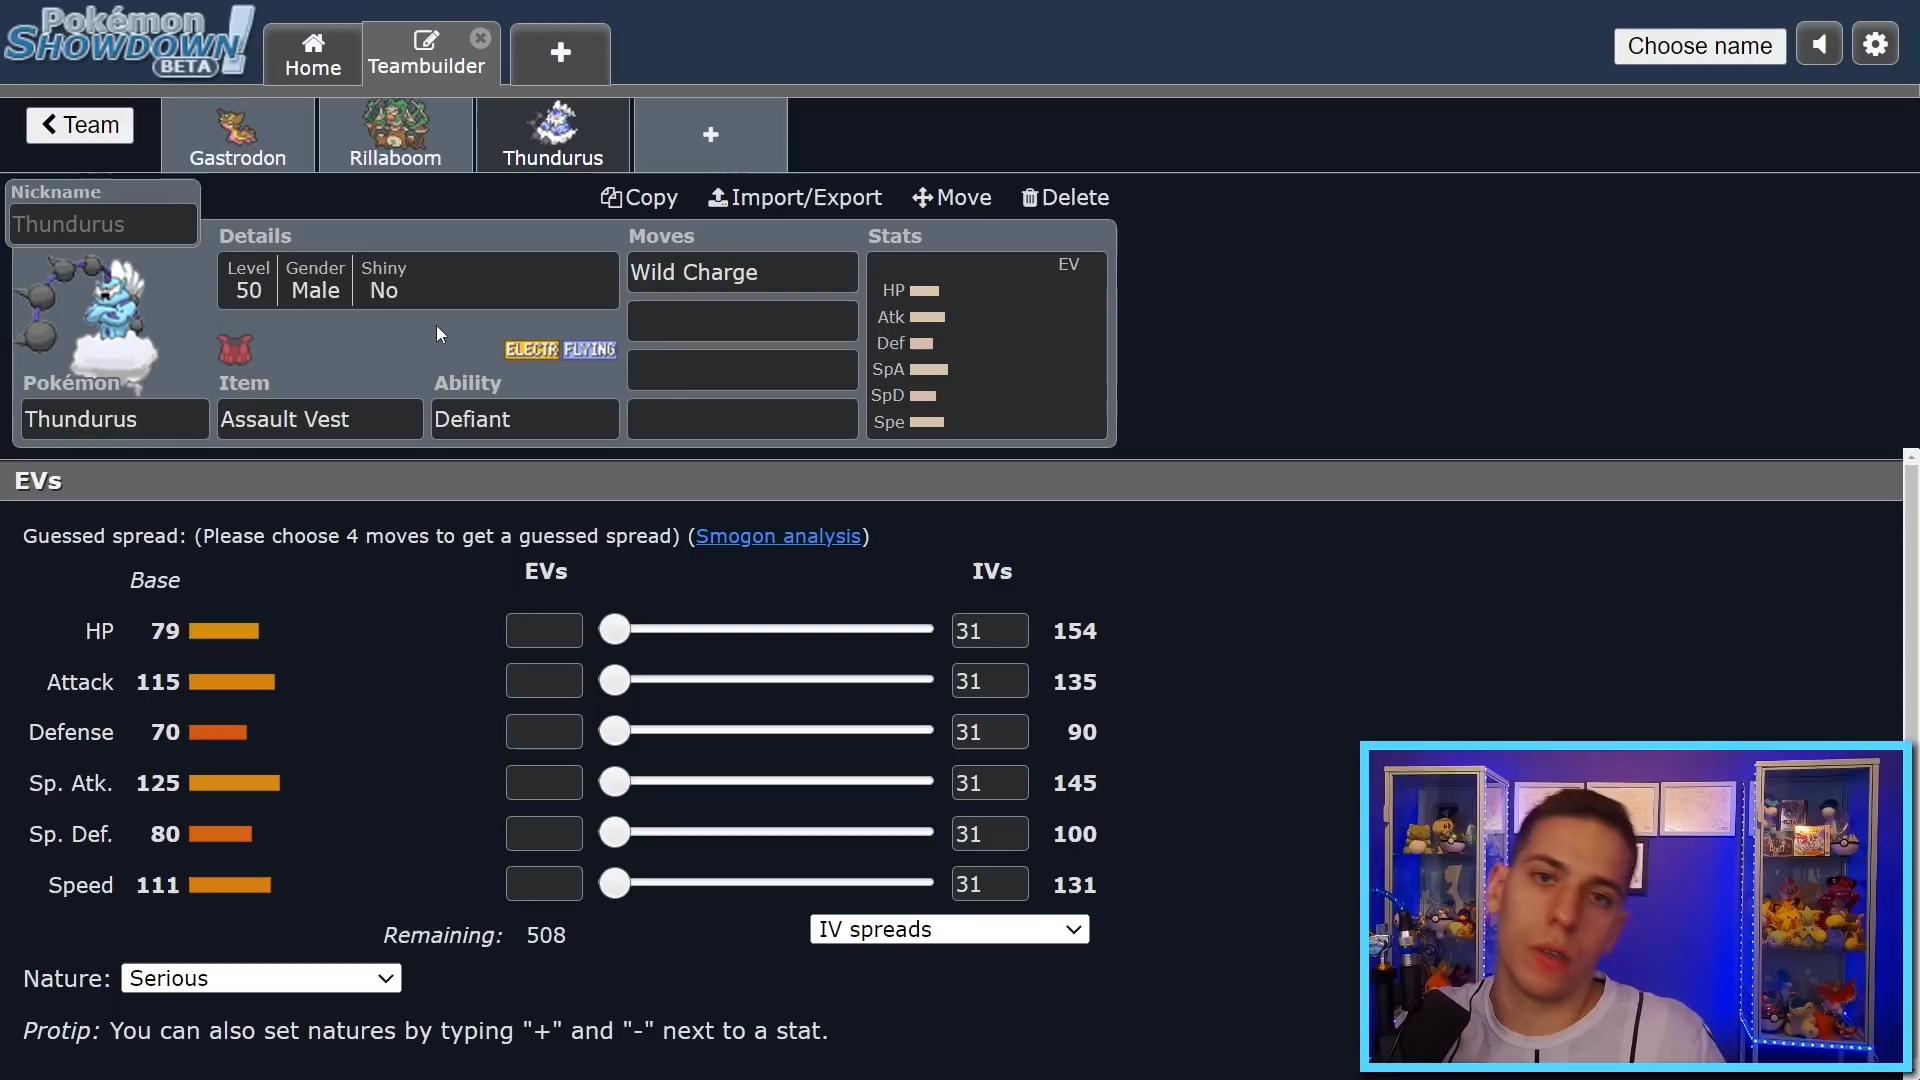 Pokémon
SHOWDOWN!
BETA
Home
Teambuilder
+
Choose name
Team
Gastrodon
Rillaboom
Thundurus
+
Nickname
Thundurus
Copy
Import/Export
Move
Delete
Details
Moves
Stats
Level
50
Gender
Male
Shiny
No
Wild Charge
EV
HP
Atk
Def
SpA
SpD
Spe
ELECTR FLYING
Pokémon
Item
Ability
Thundurus
Assault Vest
Defiant
EVs
Guessed spread: (Please choose 4 moves to get a guessed spread) (Smogon analysis)
Base
EVs
IVs
HP 79 31 154
Attack 115 31 135
Defense 70 31 90
Sp. Atk. 125 31 145
Sp. Def. 80 31 100
Speed 111 31 131
Remaining: 508
IV spreads
Nature: Serious
Protip: You can also set natures by typing "+" and "-" next to a stat.